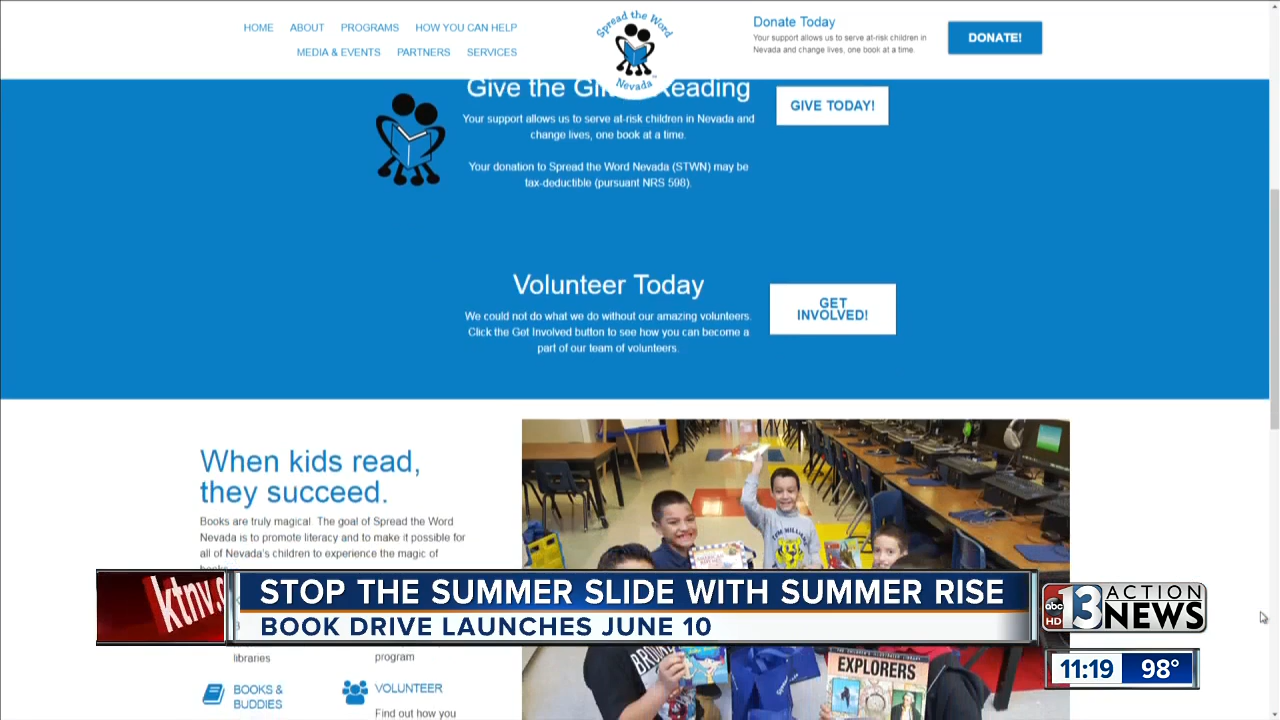 HOME ABOUT PROGRAMS HOW YOU CAN HELP
MEDIA & EVENTS PARTNERS SERVICES
Spread the Word
Nevada
Donate Today
Your support allows us to serve at-risk children in
Nevada and change lives, one book at a time.
DONATE!
Give the Reading
Your support allows us to serve at-risk children in Nevada and
change lives, one book at a time.
Your donation to Spread the Word Nevada (STWN) may be
tax-deductible (pursuant NRS 598).
GIVE TODAY!
Volunteer Today
We could not do what we do without our amazing volunteers.
Click the Get Involved button to see how you can become a
part of our team of volunteers.
GET
INVOLVED!
When kids read,
they succeed.
Books are truly magical. The goal of Spread the Word
Nevada is to promote literacy and to make it possible for
all of Nevada's children to experience the magic of
ktnv.c
STOP THE SUMMER SLIDE WITH SUMMER RISE
BOOK DRIVE LAUNCHES JUNE 10
abc
HD
13 ACTION
NEWS
11:19 98°
libraries
program
BOOKS &
BUDDIES
VOLUNTEER
Find out how you
EXPLORERS